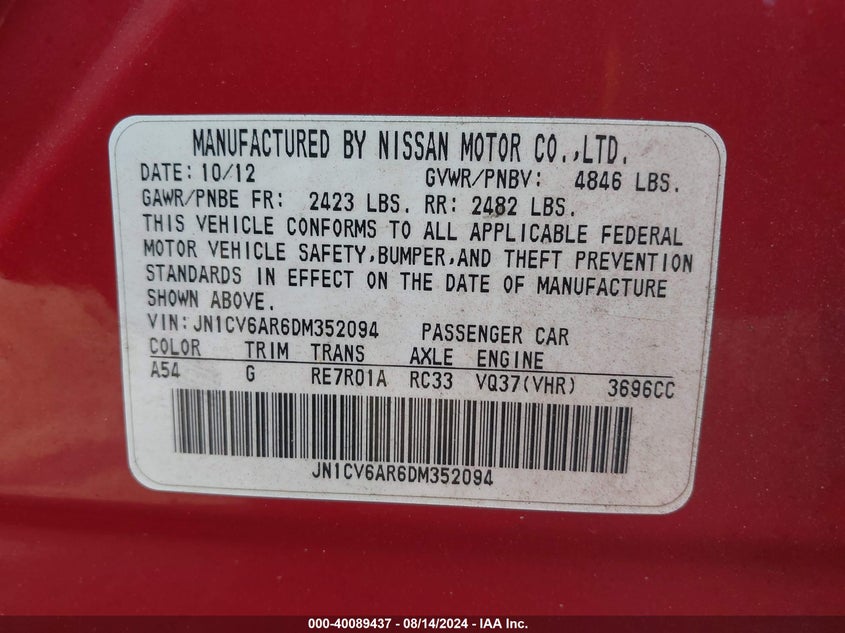 MANUFACTURED BY NISSAN MOTOR CO.,LTD.
DATE: 10/12 GVWR/PNBV: 4846 LBS.
GAWR/PNBE FR: 2423 LBS. RR: 2482 LBS.
THIS VEHICLE CONFORMS TO ALL APPLICABLE FEDERAL
MOTOR VEHICLE SAFETY,BUMPER,AND THEFT PREVENTION
STANDARDS IN EFFECT ON THE DATE OF MANUFACTURE
SHOWN ABOVE.
VIN: JN1CV6AR6DM352094 PASSENGER CAR
COLOR TRIM TRANS AXLE ENGINE
A54 G RE7R01A RC33 VQ37(VHR) 3696CC
JN1CV6AR6DM352094
000-40089437 - 08/14/2024 - IAA Inc.